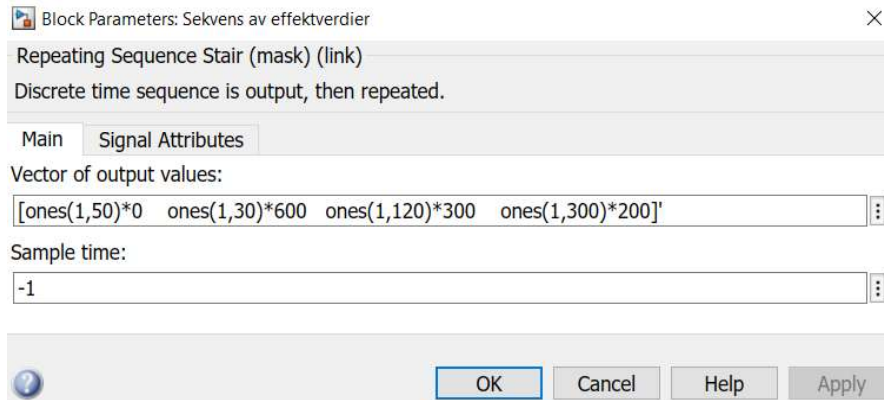 Block Parameters: Sekvens av effektverdier
Repeating Sequence Stair (mask) (link)
Discrete time sequence is output, then repeated.
Main Signal Attributes
Vector of output values:
[ones(1,50)*0 ones(1,30)*600 ones(1,120)*300 ones(1,300)*200]'
Sample time:
-1
OK Cancel Help Apply